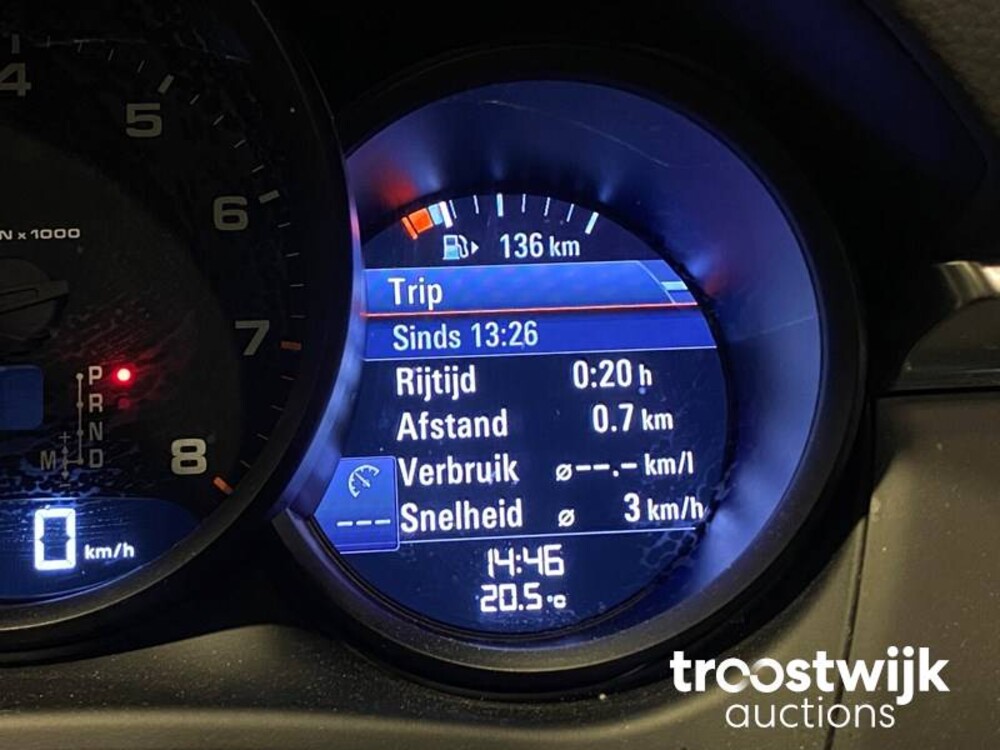 4
5
6
N x 1000
7
8
P
R
N
M D
+
-
0 km/h
136 km
Trip
Sinds 13:26
Rijtijd 0:20 h
Afstand 0.7 km
Verbruik ø--.- km/l
Snelheid ø 3 km/h
---
14:46
20.5 °C
troostwijk
auctions